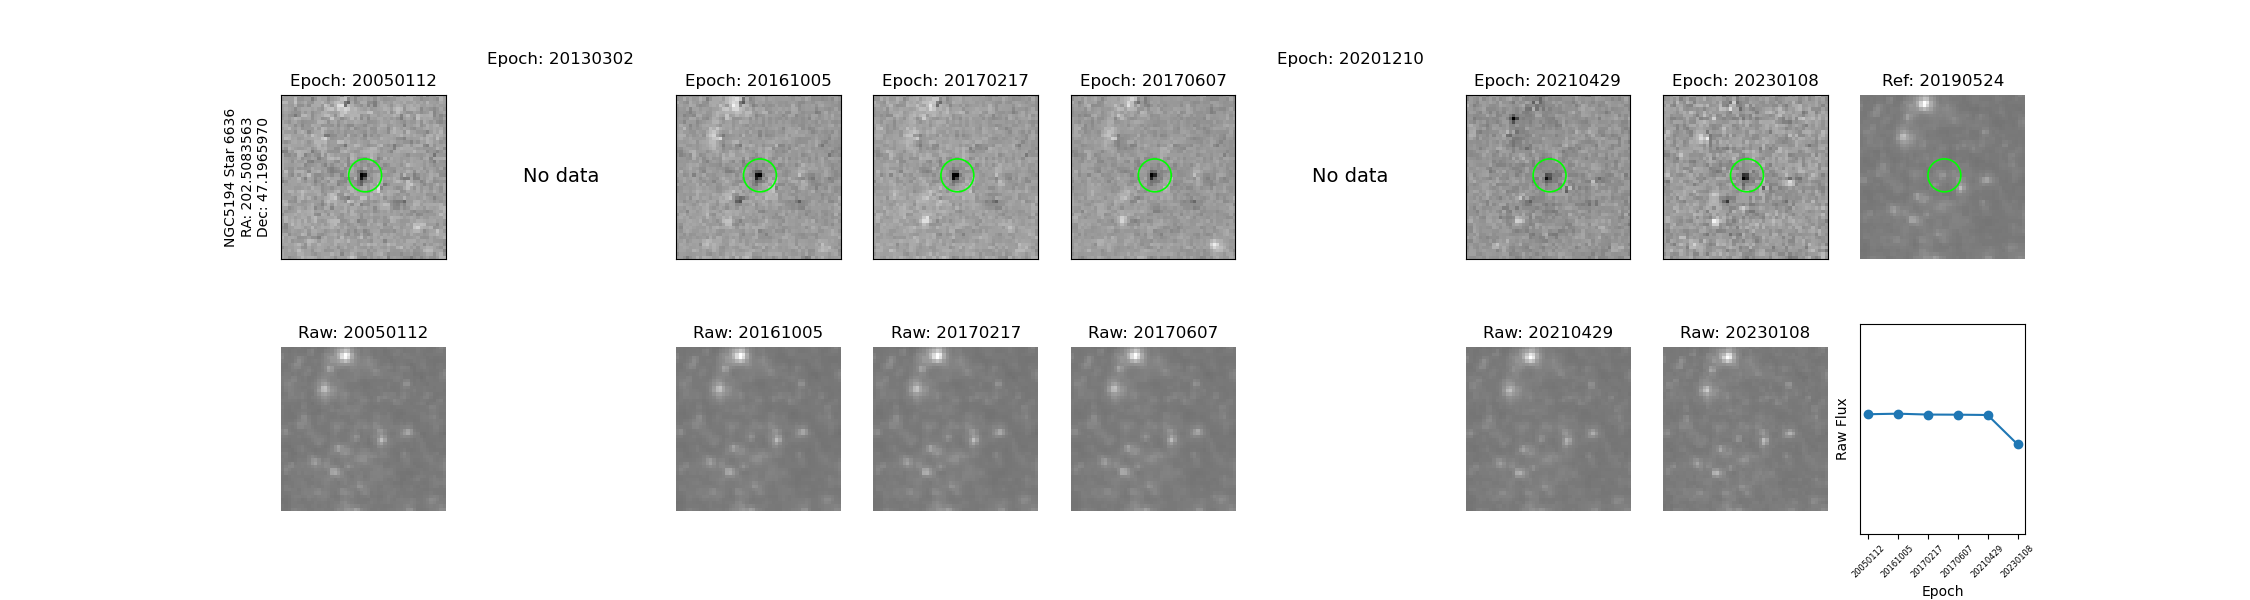 Epoch: 20130302
Epoch: 20201210
Epoch: 20050112
Epoch: 20161005
Epoch: 20170217
Epoch: 20170607
Epoch: 20210429
Epoch: 20230108
Ref: 20190524
NGC5194 Star 6636
RA: 202.5083563
Dec: 47.1965970
No data
No data
Raw: 20050112
Raw: 20161005
Raw: 20170217
Raw: 20170607
Raw: 20210429
Raw: 20230108
Raw Flux
20050112
20161005
20170217
20170607
20210429
20230108
Epoch